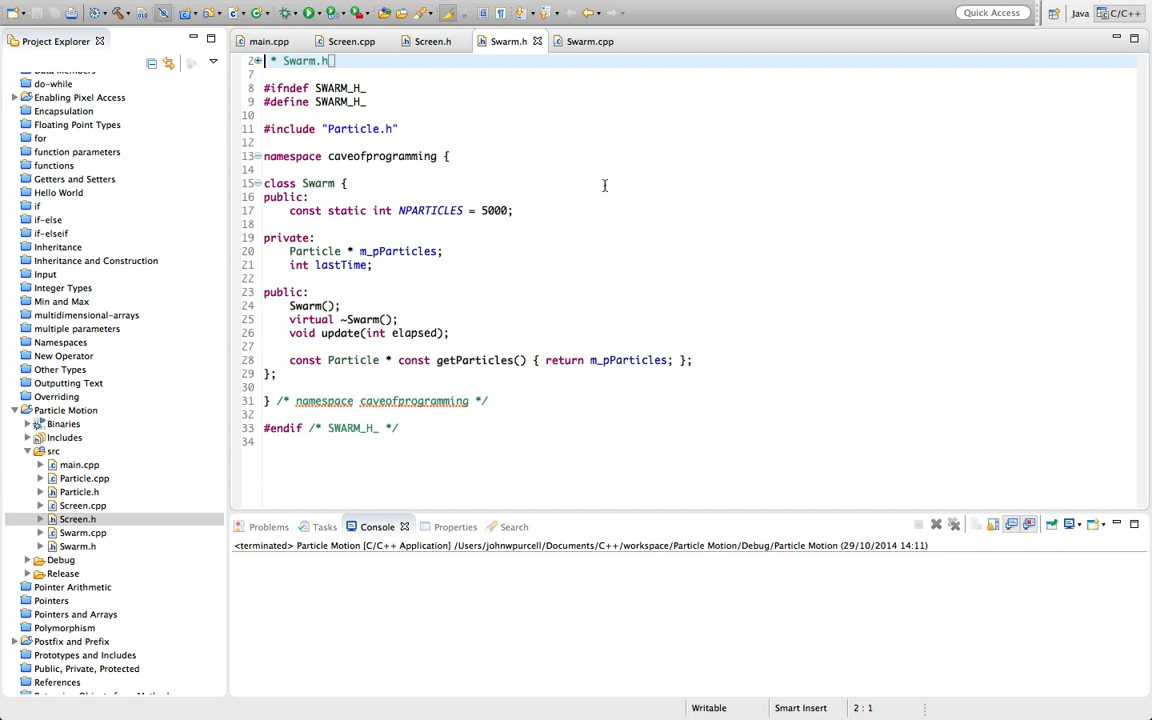 Quick Access
Java
C/C++
Project Explorer
main.cpp
Screen.cpp
Screen.h
Swarm.h
Swarm.cpp
do-while
Enabling Pixel Access
Encapsulation
Floating Point Types
for
function parameters
functions
Getters and Setters
Hello World
if
if-else
if-elseif
Inheritance
Inheritance and Construction
Input
Integer Types
Min and Max
multidimensional-arrays
multiple parameters
Namespaces
New Operator
Other Types
Outputting Text
Overriding
Particle Motion
Binaries
Includes
src
main.cpp
Particle.cpp
Particle.h
Screen.cpp
Screen.h
Swarm.cpp
Swarm.h
Debug
Release
Pointer Arithmetic
Pointers
Pointers and Arrays
Polymorphism
Postfix and Prefix
Prototypes and Includes
Public, Private, Protected
References
2 * Swarm.h
7
8 #ifndef SWARM_H_
9 #define SWARM_H_
10
11 #include "Particle.h"
12
13 namespace caveofprogramming {
14
15 class Swarm {
16 public:
17 const static int NPARTICLES = 5000;
18
19 private:
20 Particle * m_pParticles;
21 int lastTime;
22
23 public:
24 Swarm();
25 virtual ~Swarm();
26 void update(int elapsed);
27
28 const Particle * const getParticles() { return m_pParticles; };
29 };
30
31 } /* namespace caveofprogramming */
32
33 #endif /* SWARM_H_ */
34
Problems
Tasks
Console
Properties
Search
<terminated> Particle Motion [C/C++ Application] /Users/johnwpurcell/Documents/C++/workspace/Particle Motion/Debug/Particle Motion (29/10/2014 14:11)
Writable
Smart Insert
2 : 1